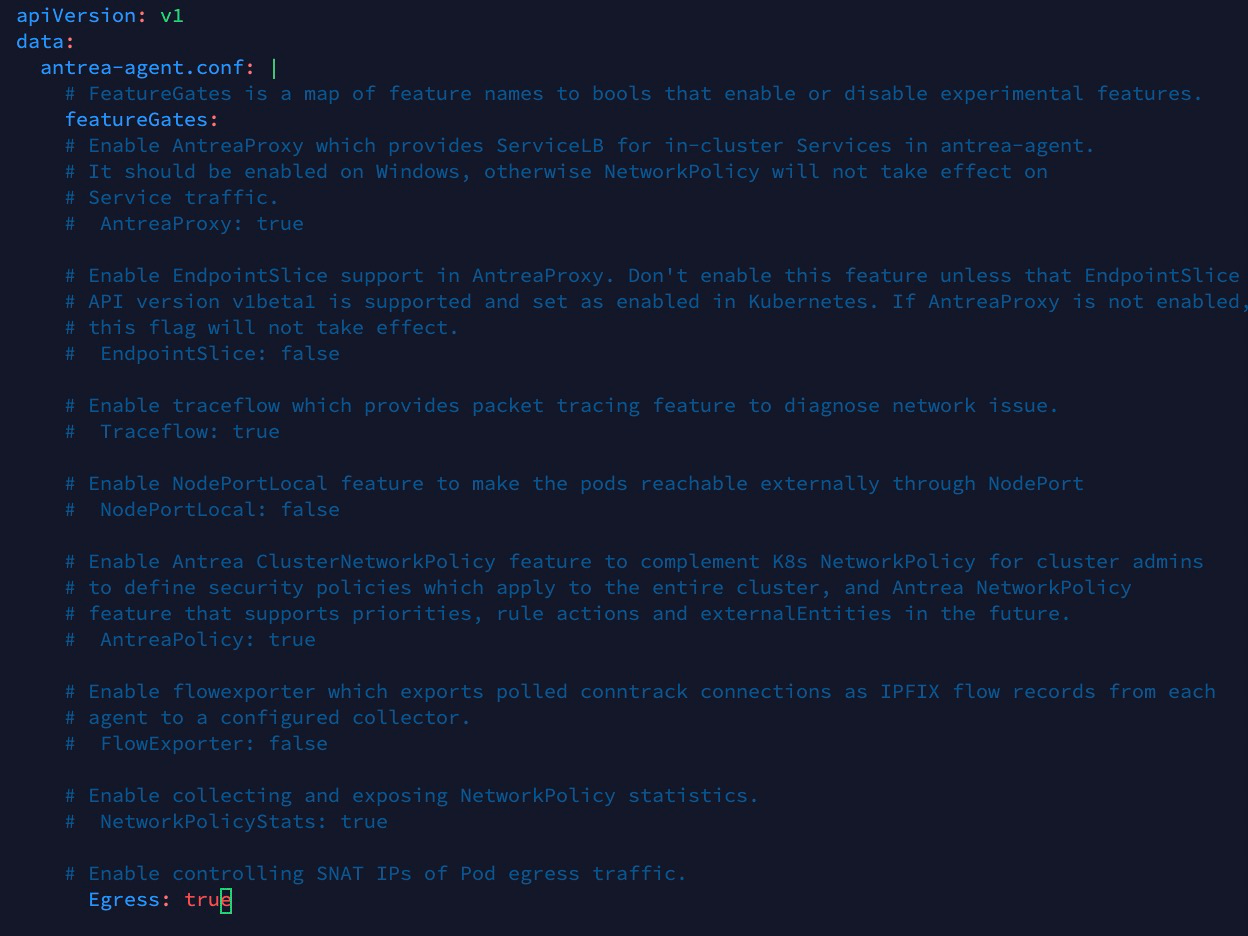 apiVersion: v1
data:
  antrea-agent.conf: |
    # FeatureGates is a map of feature names to bools that enable or disable experimental features.
    featureGates:
    # Enable AntreaProxy which provides ServiceLB for in-cluster Services in antrea-agent.
    # It should be enabled on Windows, otherwise NetworkPolicy will not take effect on
    # Service traffic.
    #  AntreaProxy: true

    # Enable EndpointSlice support in AntreaProxy. Don't enable this feature unless that EndpointSlice
    # API version v1beta1 is supported and set as enabled in Kubernetes. If AntreaProxy is not enabled,
    # this flag will not take effect.
    #  EndpointSlice: false

    # Enable traceflow which provides packet tracing feature to diagnose network issue.
    #  Traceflow: true

    # Enable NodePortLocal feature to make the pods reachable externally through NodePort
    #  NodePortLocal: false

    # Enable Antrea ClusterNetworkPolicy feature to complement K8s NetworkPolicy for cluster admins
    # to define security policies which apply to the entire cluster, and Antrea NetworkPolicy
    # feature that supports priorities, rule actions and externalEntities in the future.
    #  AntreaPolicy: true

    # Enable flowexporter which exports polled conntrack connections as IPFIX flow records from each
    # agent to a configured collector.
    #  FlowExporter: false

    # Enable collecting and exposing NetworkPolicy statistics.
    #  NetworkPolicyStats: true

    # Enable controlling SNAT IPs of Pod egress traffic.
      Egress: true